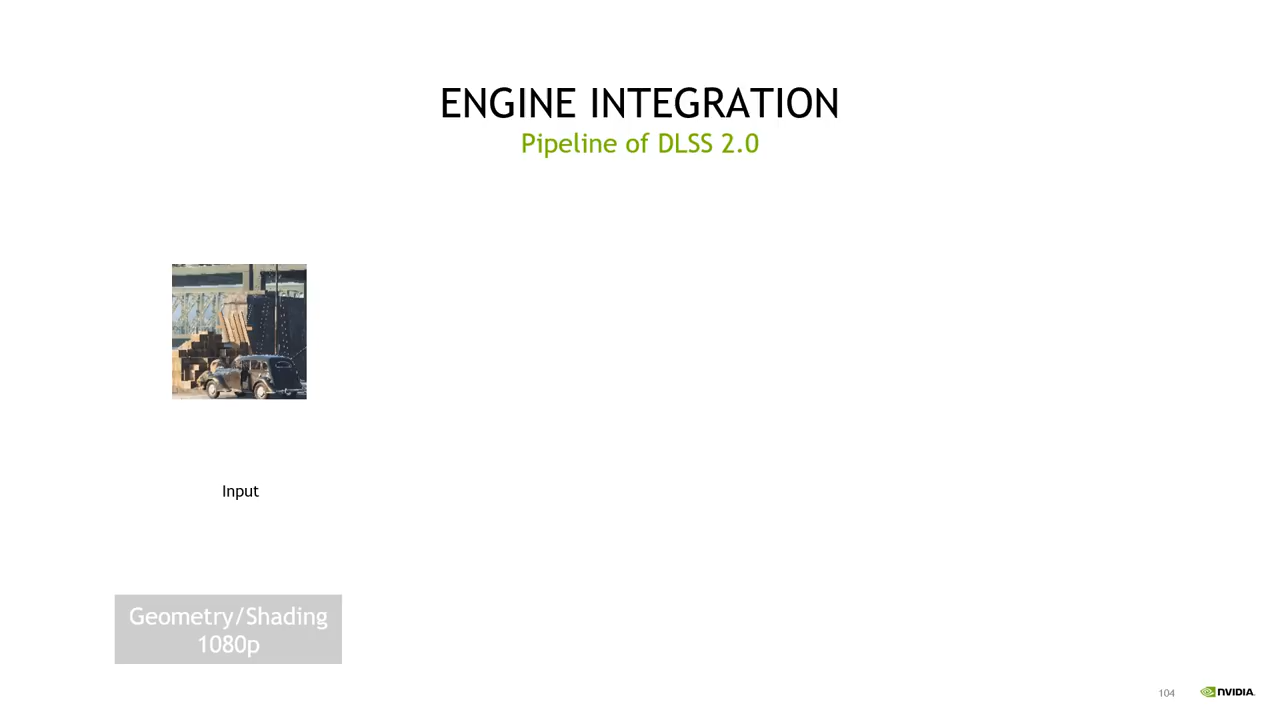 ENGINE INTEGRATION
Pipeline of DLSS 2.0
Input
Geometry/Shading
1080p
104
NVIDIA.